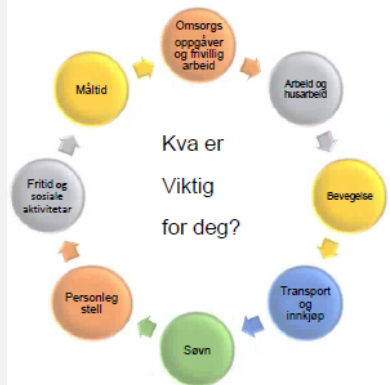 Omsorgs
oppgåver
og frivillig
arbeid
Arbeid og
husarbeid
Bevegelse
Transport
og
innkjøp
Søvn
Personleg
stell
Fritid og
sosiale
aktivitetar
Måltid
Kva er
Viktig
for deg?